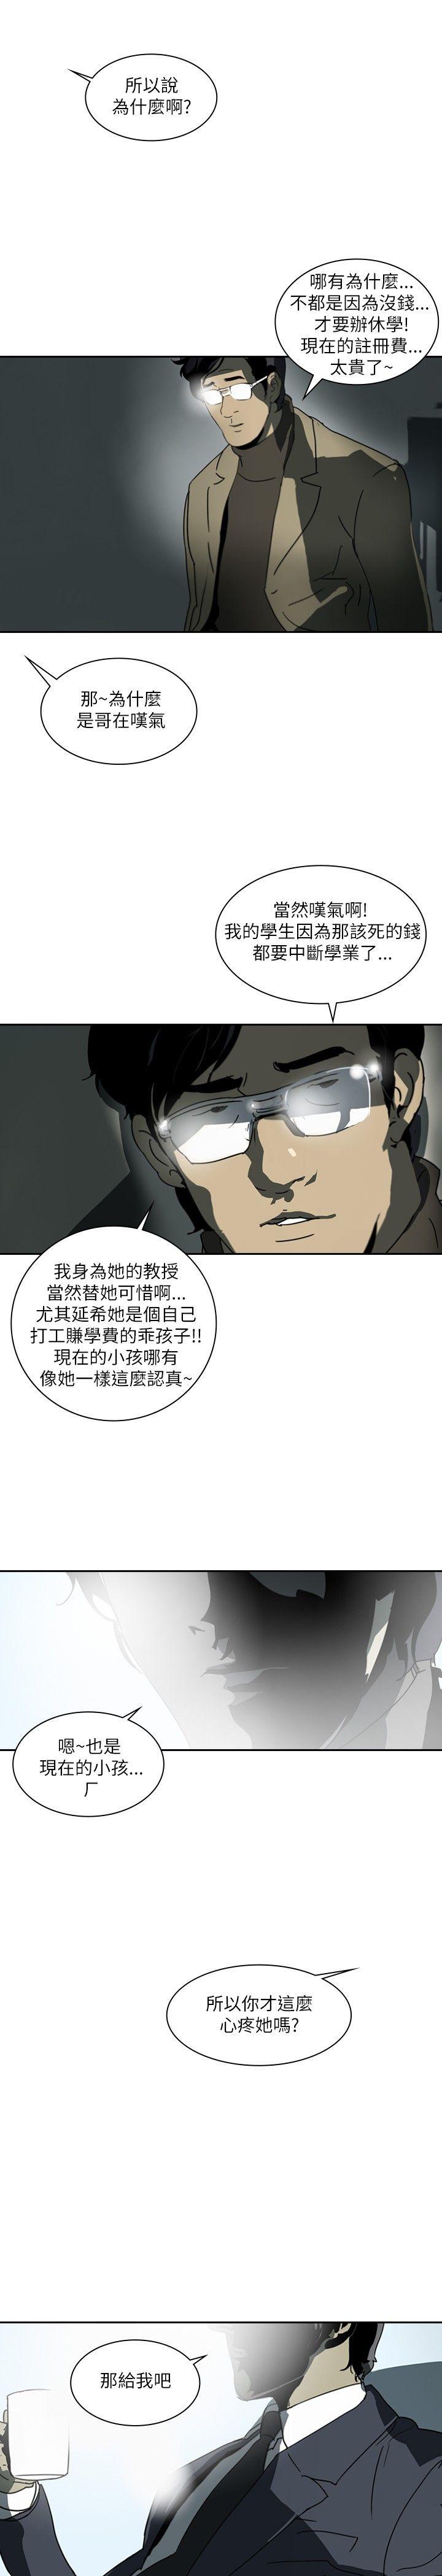 所以說
為什麼啊?
哪有為什麼...
不都是因為沒錢...
才要辦休學!
現在的註冊費...
太貴了~
那~為什麼
是哥在嘆氣
當然嘆氣啊!
我的學生因為那該死的錢
都要中斷學業了...
我身為她的教授
當然替她可惜啊...
尤其延希她是個自己
打工賺學費的乖孩子!!
現在的小孩哪有
像她一樣這麼認真~
嗯~也是
現在的小孩...
ㄏ
所以你才這麼
心疼她嗎?
那給我吧